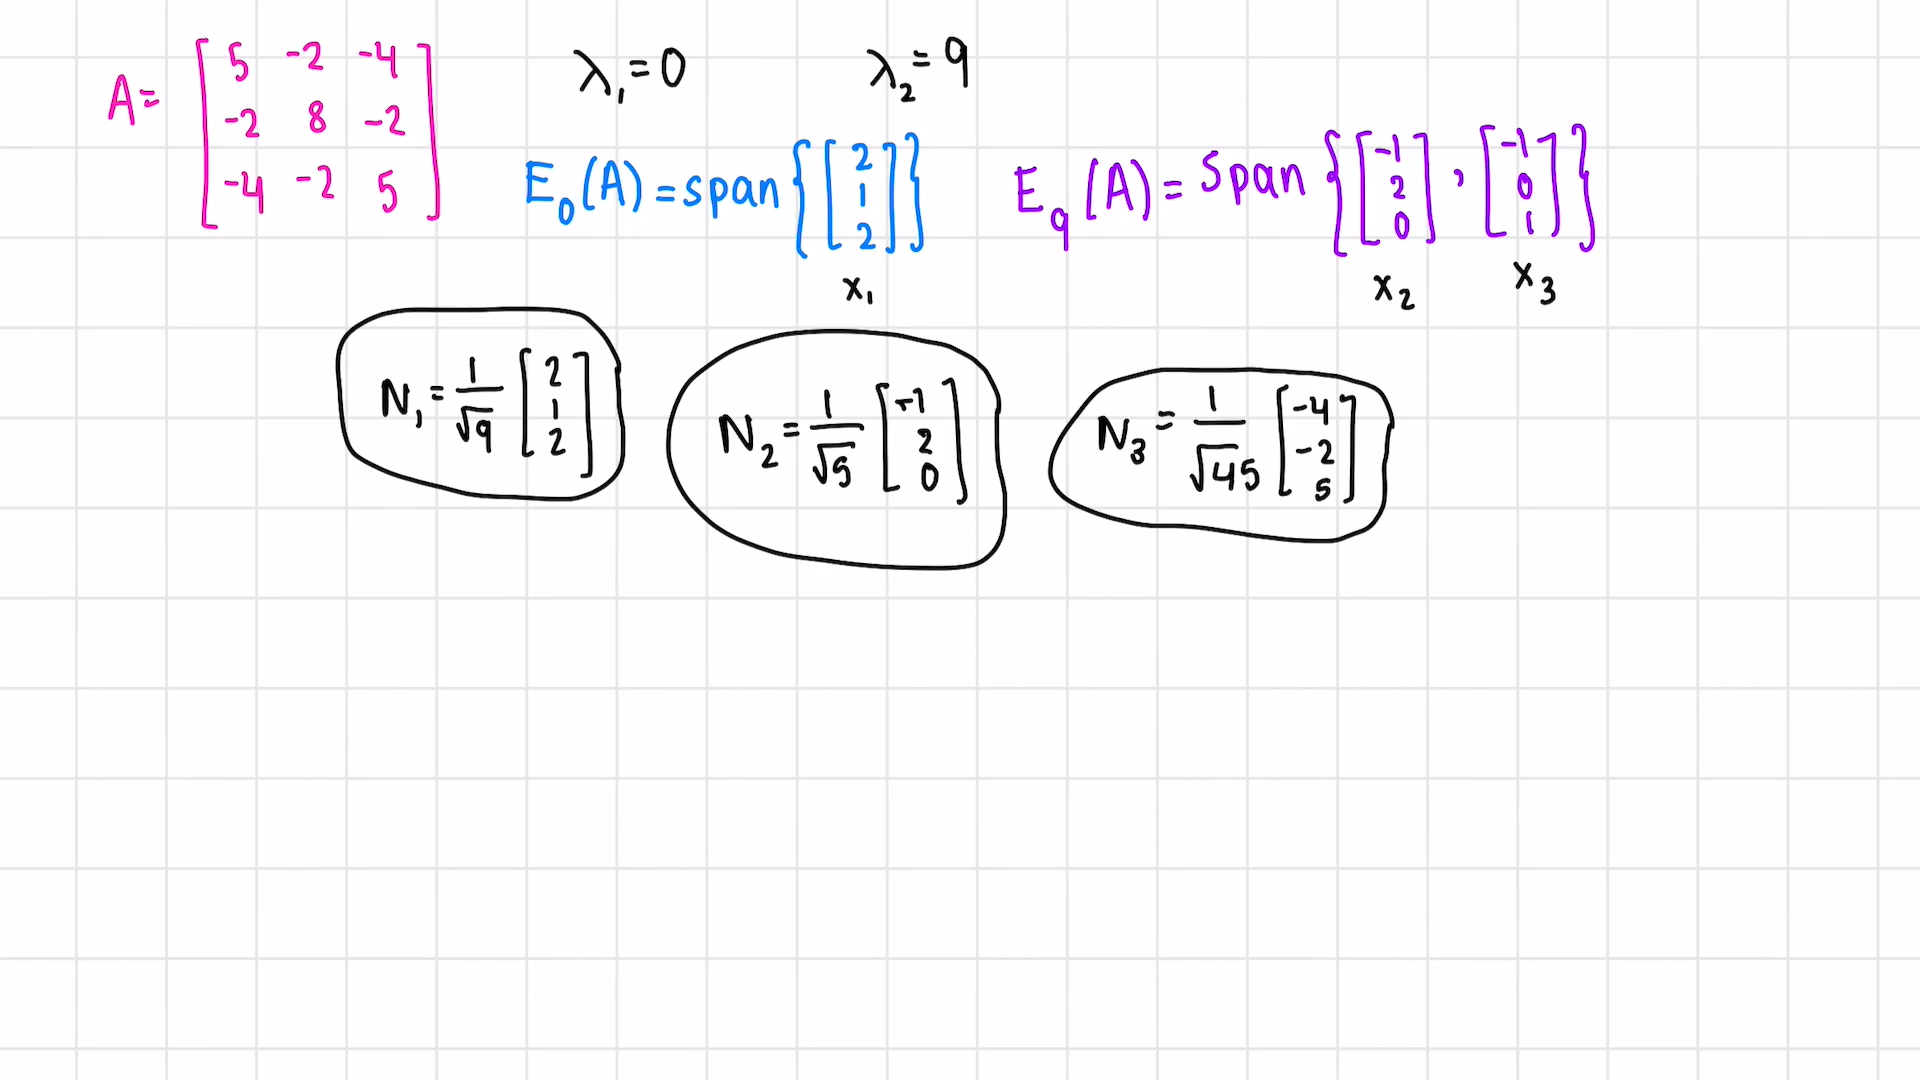 A = [5 -2 -4; -2 8 -2; -4 -2 5]
λ₁ = 0
λ₂ = 9
E₀(A) = span {[2; 1; 2]}
x₁
E₉(A) = span {[-1; 2; 0], [-1; 0; 1]}
x₂ x₃
N₁ = 1/√9 [2; 1; 2]
N₂ = 1/√5 [-1; 2; 0]
N₃ = 1/√45 [-4; -2; 5]